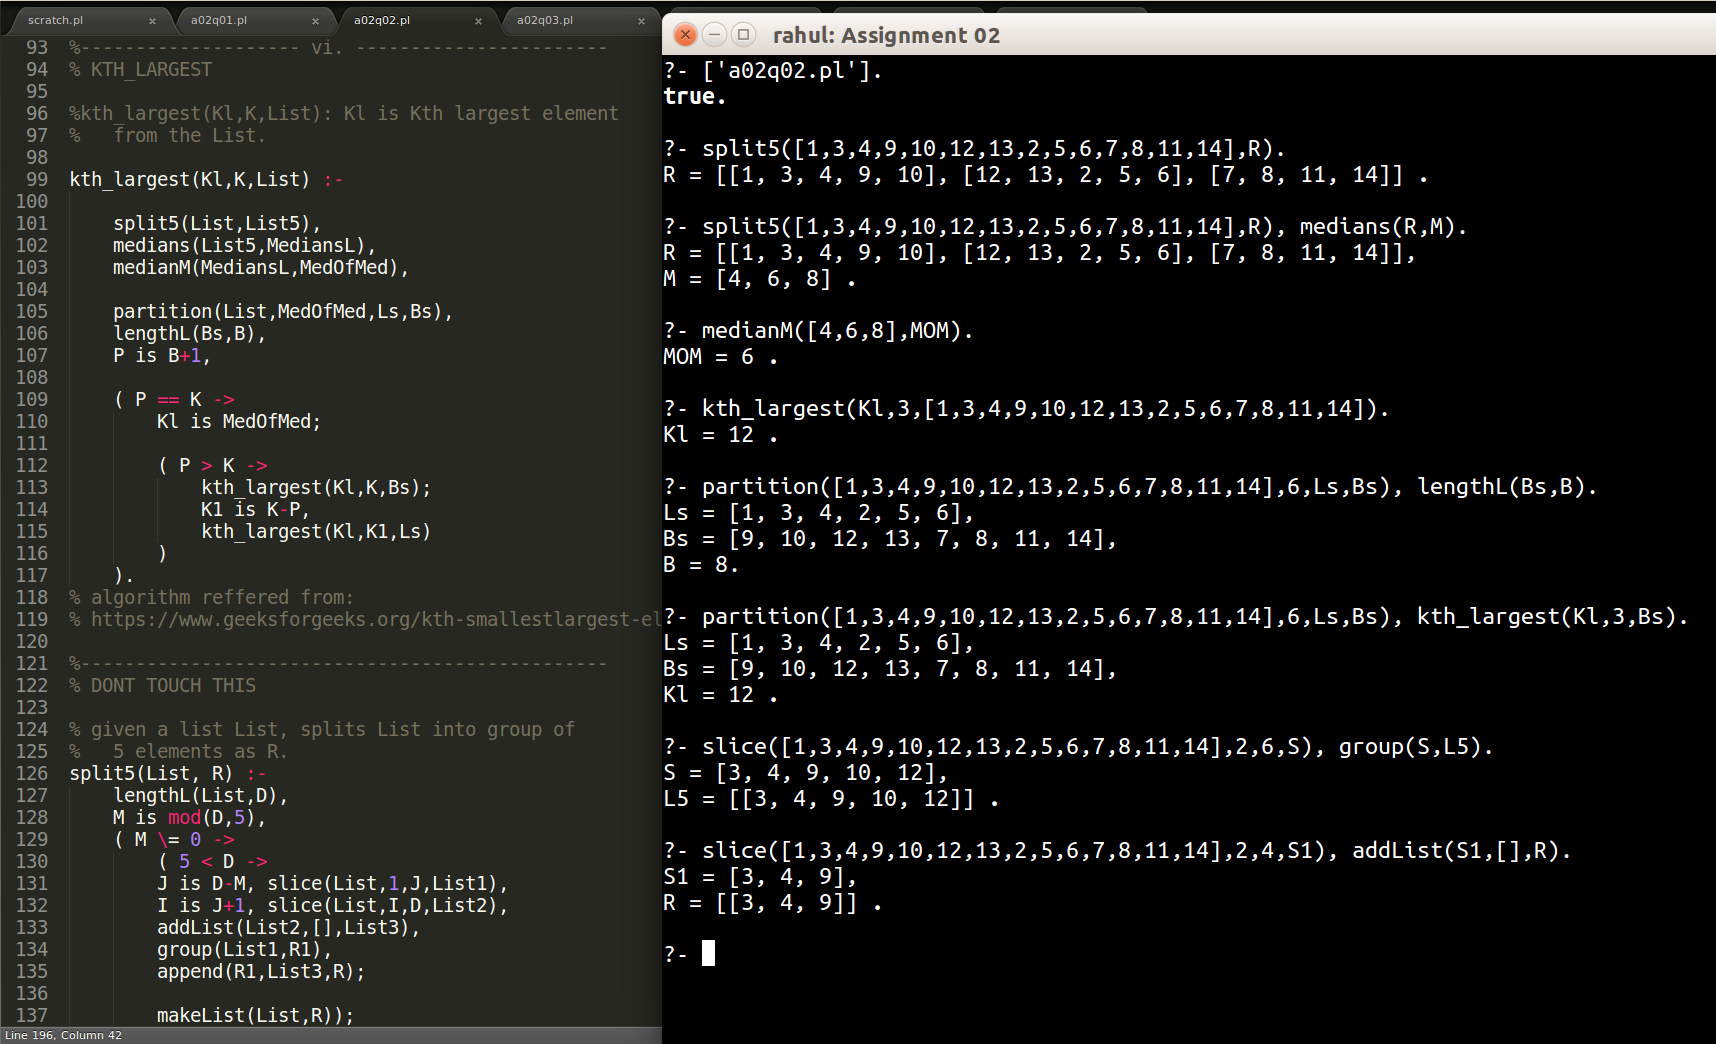 scratch.pl × a02q01.pl × a02q02.pl × a02q03.pl ×
93 %-------------------- vi. -----------------------
94 % KTH_LARGEST
95
96 %kth_largest(Kl,K,List): Kl is Kth largest element
97 %   from the List.
98
99 kth_largest(Kl,K,List) :-
100
101     split5(List,List5),
102     medians(List5,MediansL),
103     medianM(MediansL,MedOfMed),
104
105     partition(List,MedOfMed,Ls,Bs),
106     lengthL(Bs,B),
107     P is B+1,
108
109     ( P == K ->
110         Kl is MedOfMed;
111
112         ( P > K ->
113             kth_largest(Kl,K,Bs);
114             K1 is K-P,
115             kth_largest(Kl,K1,Ls)
116         )
117     ).
118 % algorithm reffered from:
119 % https://www.geeksforgeeks.org/kth-smallestlargest-el
120
121 %------------------------------------------------
122 % DONT TOUCH THIS
123
124 % given a list List, splits List into group of
125 %   5 elements as R.
126 split5(List, R) :-
127     lengthL(List,D),
128     M is mod(D,5),
129     ( M \= 0 ->
130         ( 5 < D ->
131         J is D-M, slice(List,1,J,List1),
132         I is J+1, slice(List,I,D,List2),
133         addList(List2,[],List3),
134         group(List1,R1),
135         append(R1,List3,R);
136
137         makeList(List,R));
Line 196, Column 42
rahul: Assignment 02
?- ['a02q02.pl'].
true.
?- split5([1,3,4,9,10,12,13,2,5,6,7,8,11,14],R).
R = [[1, 3, 4, 9, 10], [12, 13, 2, 5, 6], [7, 8, 11, 14]] .
?- split5([1,3,4,9,10,12,13,2,5,6,7,8,11,14],R), medians(R,M).
R = [[1, 3, 4, 9, 10], [12, 13, 2, 5, 6], [7, 8, 11, 14]],
M = [4, 6, 8] .
?- medianM([4,6,8],MOM).
MOM = 6 .
?- kth_largest(Kl,3,[1,3,4,9,10,12,13,2,5,6,7,8,11,14]).
Kl = 12 .
?- partition([1,3,4,9,10,12,13,2,5,6,7,8,11,14],6,Ls,Bs), lengthL(Bs,B).
Ls = [1, 3, 4, 2, 5, 6],
Bs = [9, 10, 12, 13, 7, 8, 11, 14],
B = 8.
?- partition([1,3,4,9,10,12,13,2,5,6,7,8,11,14],6,Ls,Bs), kth_largest(Kl,3,Bs).
Ls = [1, 3, 4, 2, 5, 6],
Bs = [9, 10, 12, 13, 7, 8, 11, 14],
Kl = 12 .
?- slice([1,3,4,9,10,12,13,2,5,6,7,8,11,14],2,6,S), group(S,L5).
S = [3, 4, 9, 10, 12],
L5 = [[3, 4, 9, 10, 12]] .
?- slice([1,3,4,9,10,12,13,2,5,6,7,8,11,14],2,4,S1), addList(S1,[],R).
S1 = [3, 4, 9],
R = [[3, 4, 9]] .
?-